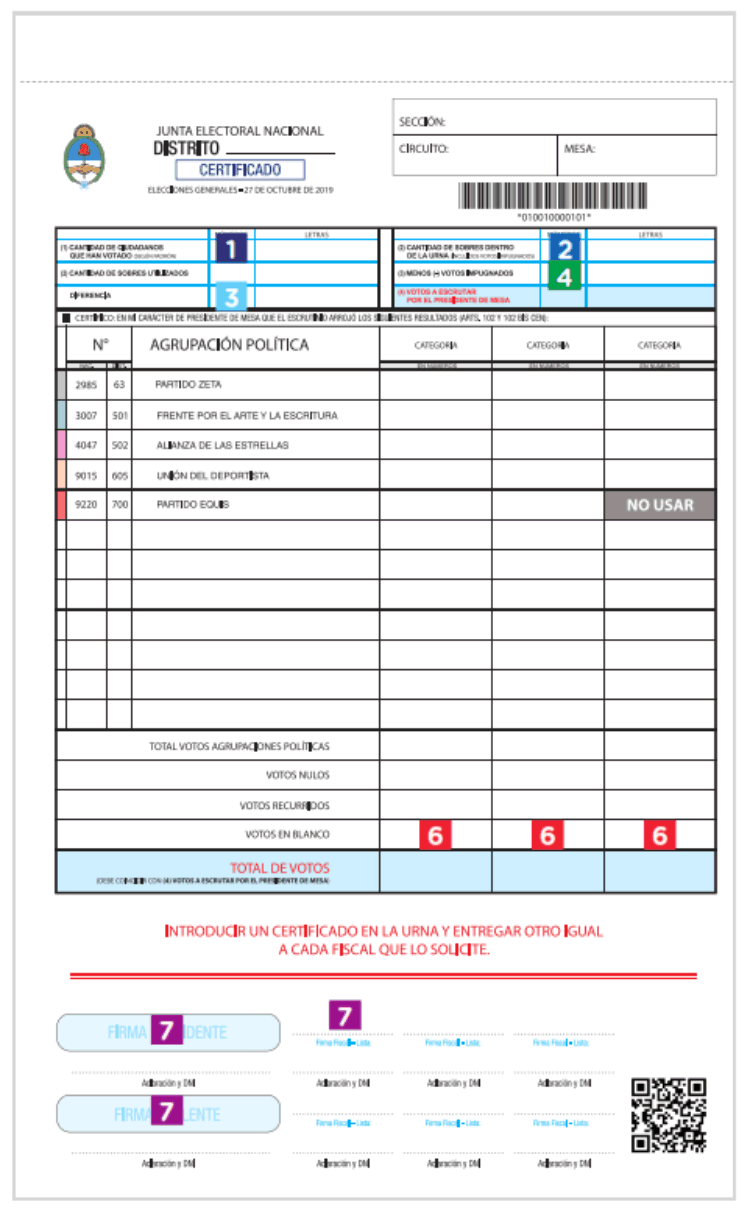 JUNTA ELECTORAL NACIONAL
DISTRITO
CERTIFICADO
ELECCIONES GENERALES - 27 DE OCTUBRE DE 2019
SECCIÓN:
CIRCUITO: MESA:
*010010000101*
LETRAS LETRAS
(1) CANTIDAD DE CIUDADANOS
QUE HAN VOTADO (SEGÚN PADRÓN)
1
(2) CANTIDAD DE SOBRES UTILIZADOS
DIFERENCIA
3
(2) CANTIDAD DE SOBRES DENTRO
DE LA URNA (INCLUIDOS VOTOS IMPUGNADOS)
2
(3) MENOS (-) VOTOS IMPUGNADOS
4
(4) VOTOS A ESCRUTAR
POR EL PRESIDENTE DE MESA
CERTIFICO: EN MI CARÁCTER DE PRESIDENTE DE MESA QUE EL ESCRUTINIO ARROJÓ LOS SIGUIENTES RESULTADOS (ARTS. 102 Y 102 BIS CEN):
N° AGRUPACIÓN POLÍTICA CATEGORIA CATEGORIA CATEGORIA
EN NUMEROS EN NUMEROS EN NUMEROS
2985 63 PARTIDO ZETA
3007 501 FRENTE POR EL ARTE Y LA ESCRITURA
4047 502 ALIANZA DE LAS ESTRELLAS
9015 605 UNIÓN DEL DEPORTISTA
9220 700 PARTIDO EQUIS NO USAR
TOTAL VOTOS AGRUPACIONES POLÍTICAS
VOTOS NULOS
VOTOS RECURRIDOS
VOTOS EN BLANCO 6 6 6
TOTAL DE VOTOS
(DEBE COINCIDIR CON (4) VOTOS A ESCRUTAR POR EL PRESIDENTE DE MESA)
INTRODUCIR UN CERTIFICADO EN LA URNA Y ENTREGAR OTRO IGUAL
A CADA FISCAL QUE LO SOLICITE.
FIRMA 7 DENTE 7
Firma Fiscal - Lista: Firma Fiscal - Lista: Firma Fiscal - Lista:
Aclaración y DNI Aclaración y DNI Aclaración y DNI Aclaración y DNI
FIRMA 7 LENTE
Firma Fiscal - Lista: Firma Fiscal - Lista: Firma Fiscal - Lista:
Aclaración y DNI Aclaración y DNI Aclaración y DNI Aclaración y DNI